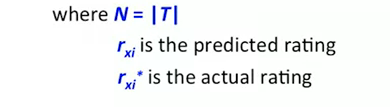 where N = |T|
r_xi is the predicted rating
r_xi* is the actual rating